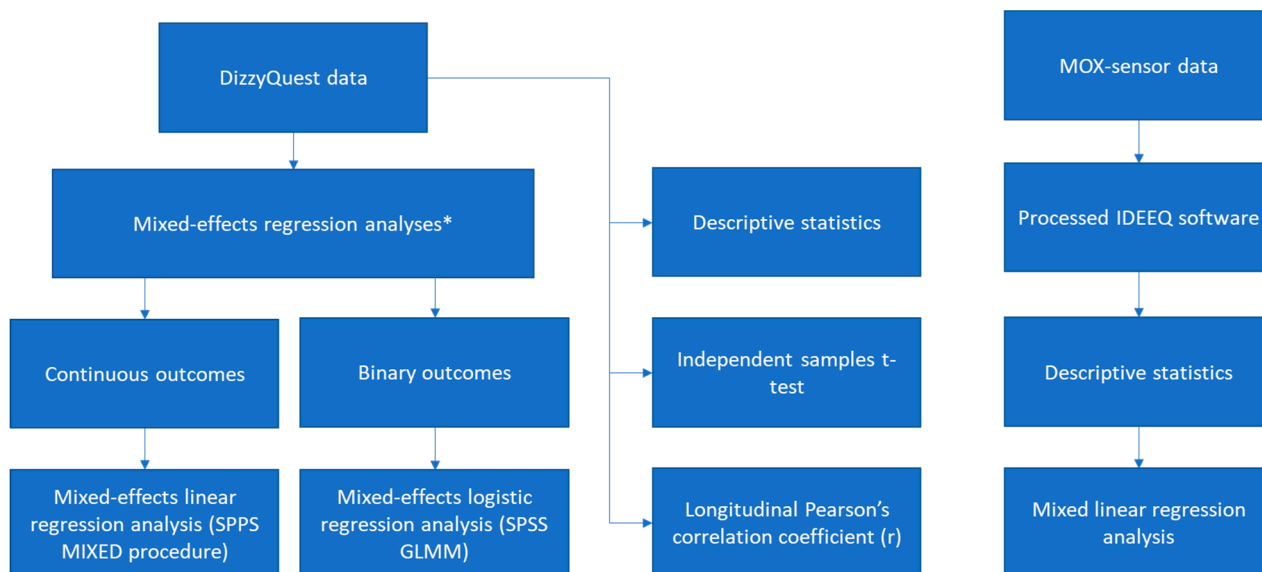 DizzyQuest data
MOX-sensor data
Mixed-effects regression analyses*
Descriptive statistics
Processed IDEEQ software
Continuous outcomes
Binary outcomes
Independent samples t-
test
Descriptive statistics
Mixed-effects linear
regression analysis (SPPS
MIXED procedure)
Mixed-effects logistic
regression analysis (SPSS
GLMM)
Longitudinal Pearson's
correlation coefficient (r)
Mixed linear regression
analysis